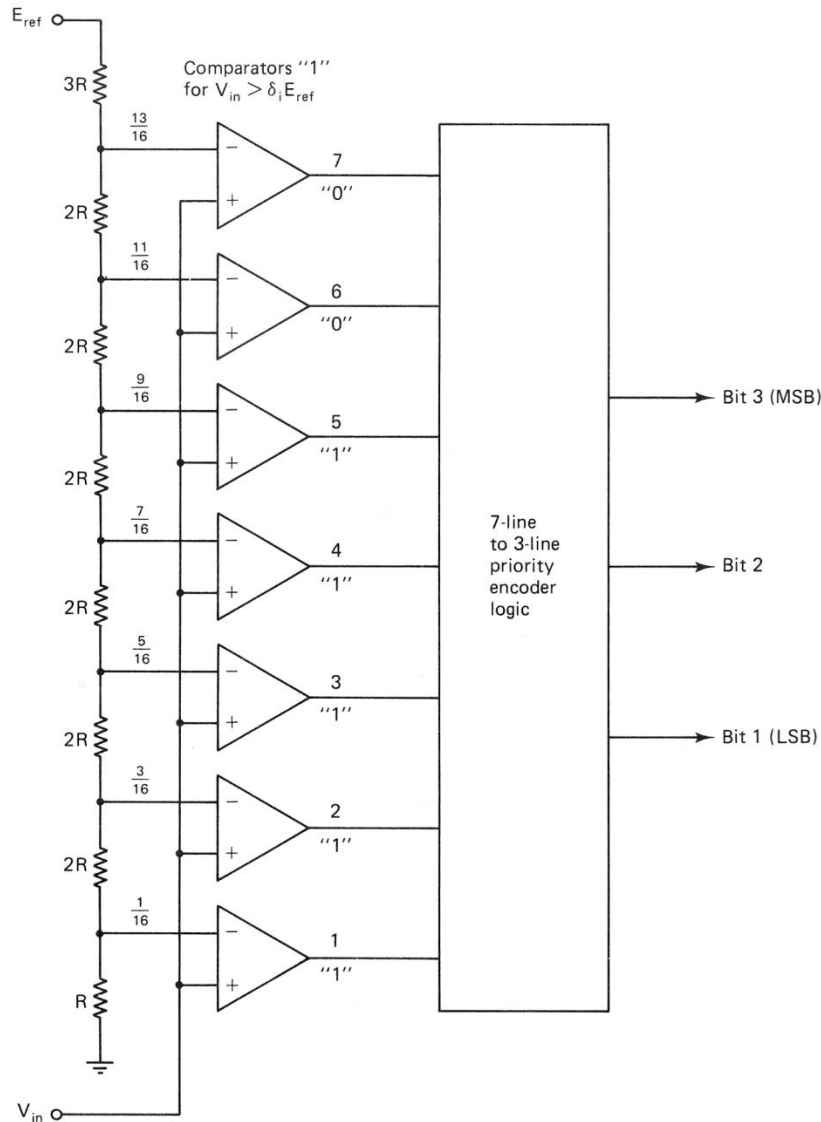 E_ref
3R
Comparators "1"
for V_in > δ_i E_ref
13/16
7
"0"
2R
11/16
6
"0"
2R
9/16
5
"1"
2R
7/16
4
"1"
2R
5/16
3
"1"
2R
3/16
2
"1"
2R
1/16
1
"1"
R
V_in
− + − + − + − + − + − + − +
7-line
to 3-line
priority
encoder
logic
Bit 3 (MSB)
Bit 2
Bit 1 (LSB)